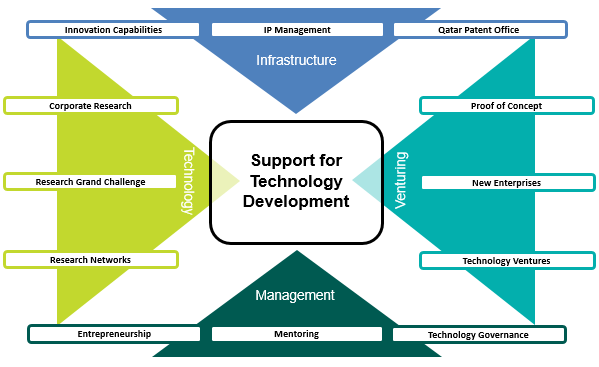 Innovation Capabilities
IP Management
Qatar Patent Office
Infrastructure
Corporate Research
Proof of Concept
Support for
Technology
Development
Technology
Venturing
Research Grand Challenge
New Enterprises
Research Networks
Technology Ventures
Management
Entrepreneurship
Mentoring
Technology Governance